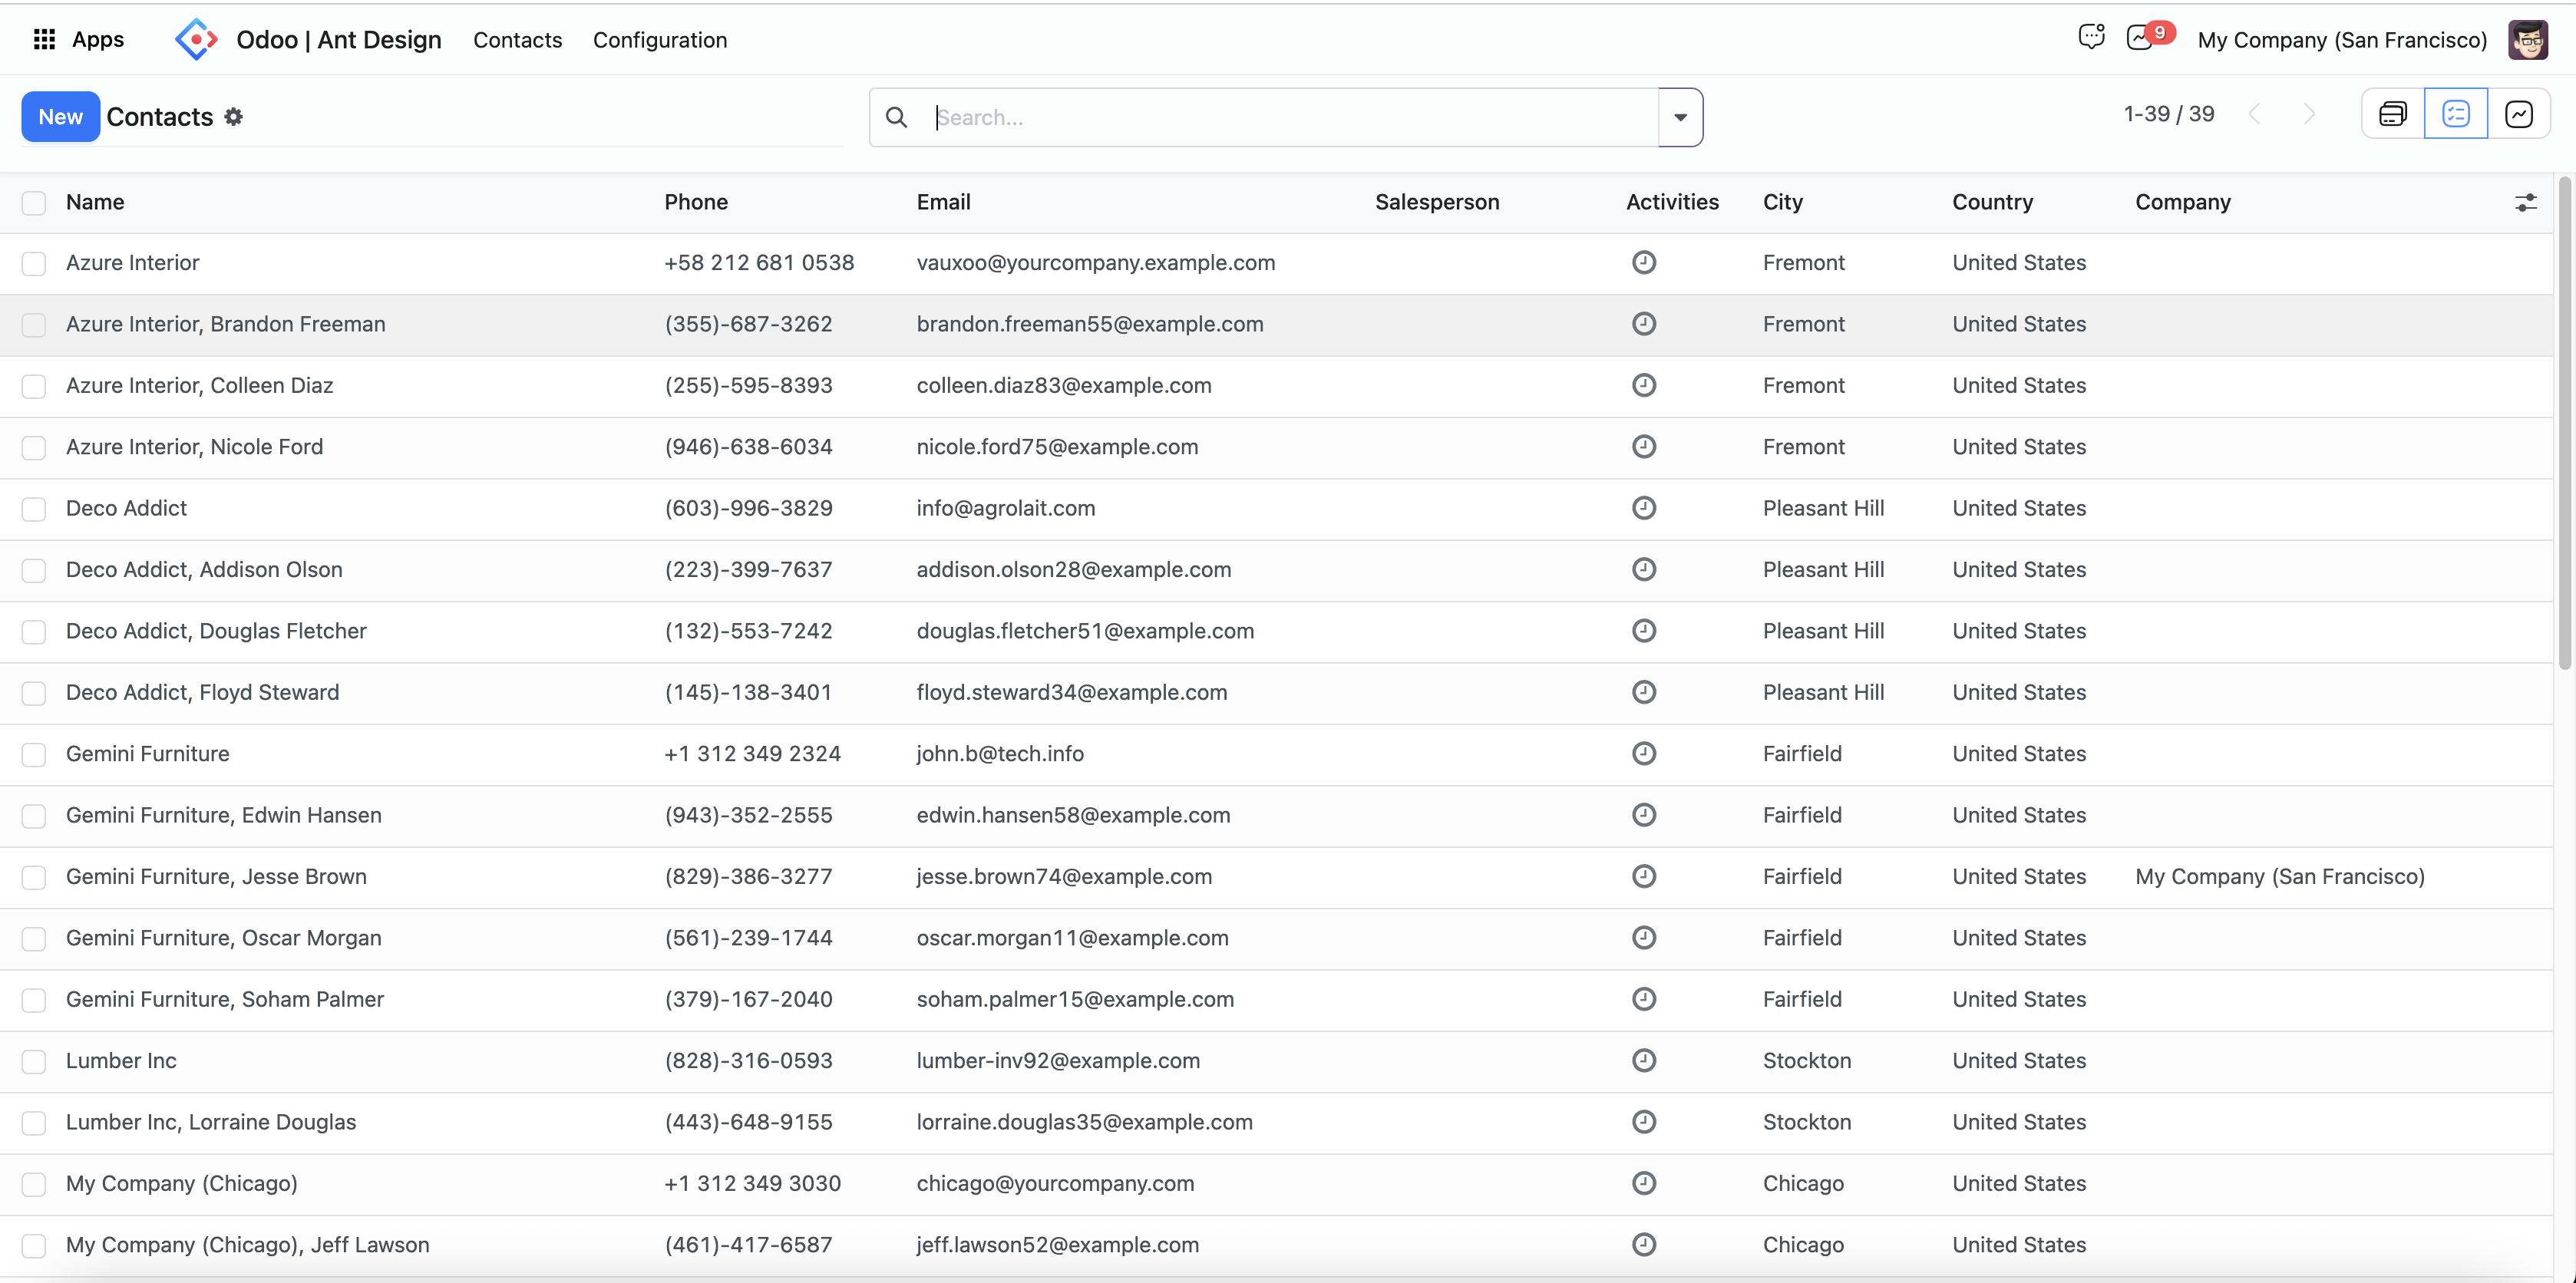 Apps Odoo | Ant Design Contacts Configuration 9 My Company (San Francisco)
New Contacts Search... 1-39 / 39
Name Phone Email Salesperson Activities City Country Company
Azure Interior +58 212 681 0538 vauxoo@yourcompany.example.com Fremont United States
Azure Interior, Brandon Freeman (355)-687-3262 brandon.freeman55@example.com Fremont United States
Azure Interior, Colleen Diaz (255)-595-8393 colleen.diaz83@example.com Fremont United States
Azure Interior, Nicole Ford (946)-638-6034 nicole.ford75@example.com Fremont United States
Deco Addict (603)-996-3829 info@agrolait.com Pleasant Hill United States
Deco Addict, Addison Olson (223)-399-7637 addison.olson28@example.com Pleasant Hill United States
Deco Addict, Douglas Fletcher (132)-553-7242 douglas.fletcher51@example.com Pleasant Hill United States
Deco Addict, Floyd Steward (145)-138-3401 floyd.steward34@example.com Pleasant Hill United States
Gemini Furniture +1 312 349 2324 john.b@tech.info Fairfield United States
Gemini Furniture, Edwin Hansen (943)-352-2555 edwin.hansen58@example.com Fairfield United States
Gemini Furniture, Jesse Brown (829)-386-3277 jesse.brown74@example.com Fairfield United States My Company (San Francisco)
Gemini Furniture, Oscar Morgan (561)-239-1744 oscar.morgan11@example.com Fairfield United States
Gemini Furniture, Soham Palmer (379)-167-2040 soham.palmer15@example.com Fairfield United States
Lumber Inc (828)-316-0593 lumber-inv92@example.com Stockton United States
Lumber Inc, Lorraine Douglas (443)-648-9155 lorraine.douglas35@example.com Stockton United States
My Company (Chicago) +1 312 349 3030 chicago@yourcompany.com Chicago United States
My Company (Chicago), Jeff Lawson (461)-417-6587 jeff.lawson52@example.com Chicago United States